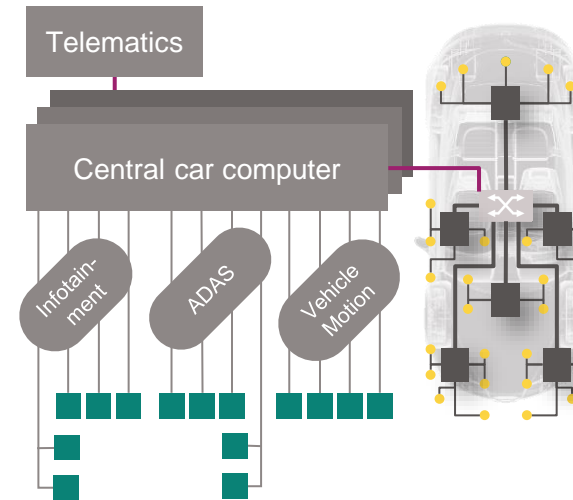 Telematics
Central car computer
Infotain-
ment
ADAS
Vehicle
Motion